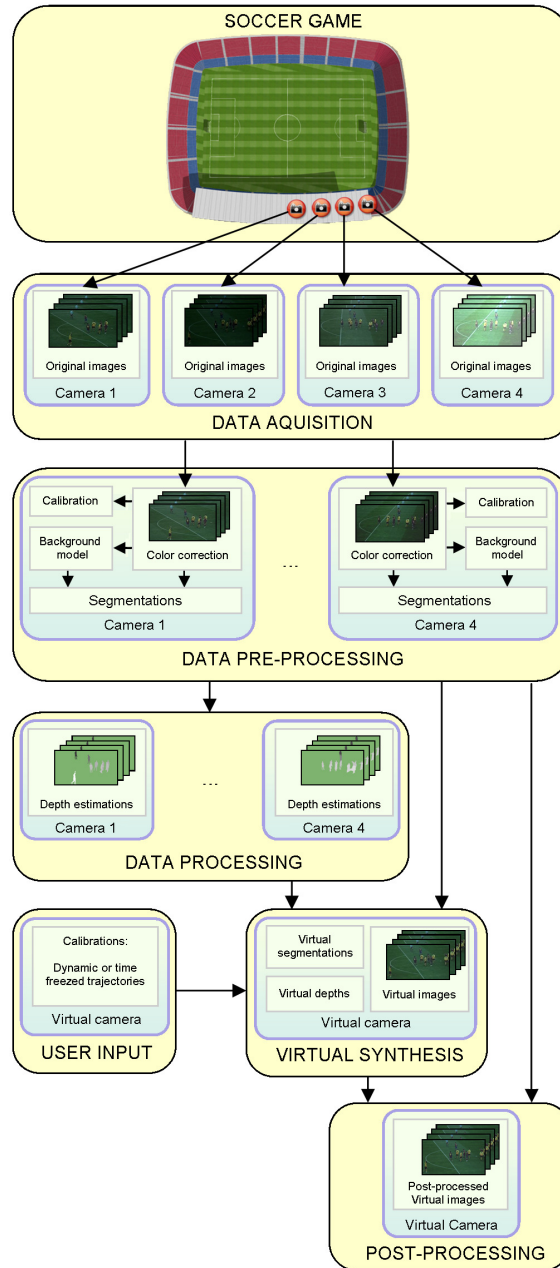 SOCCER GAME
Original images
Camera 1
Original images
Camera 2
Original images
Camera 3
Original images
Camera 4
DATA AQUISITION
Calibration
Background
model
Color correction
Segmentations
Camera 1
...
Color correction
Calibration
Background
model
Segmentations
Camera 4
DATA PRE-PROCESSING
Depth estimations
Camera 1
...
Depth estimations
Camera 4
DATA PROCESSING
Calibrations:
Dynamic or time
freezed trajectories
Virtual camera
USER INPUT
Virtual
segmentations
Virtual depths
Virtual images
Virtual camera
VIRTUAL SYNTHESIS
Post-processed
Virtual images
Virtual Camera
POST-PROCESSING